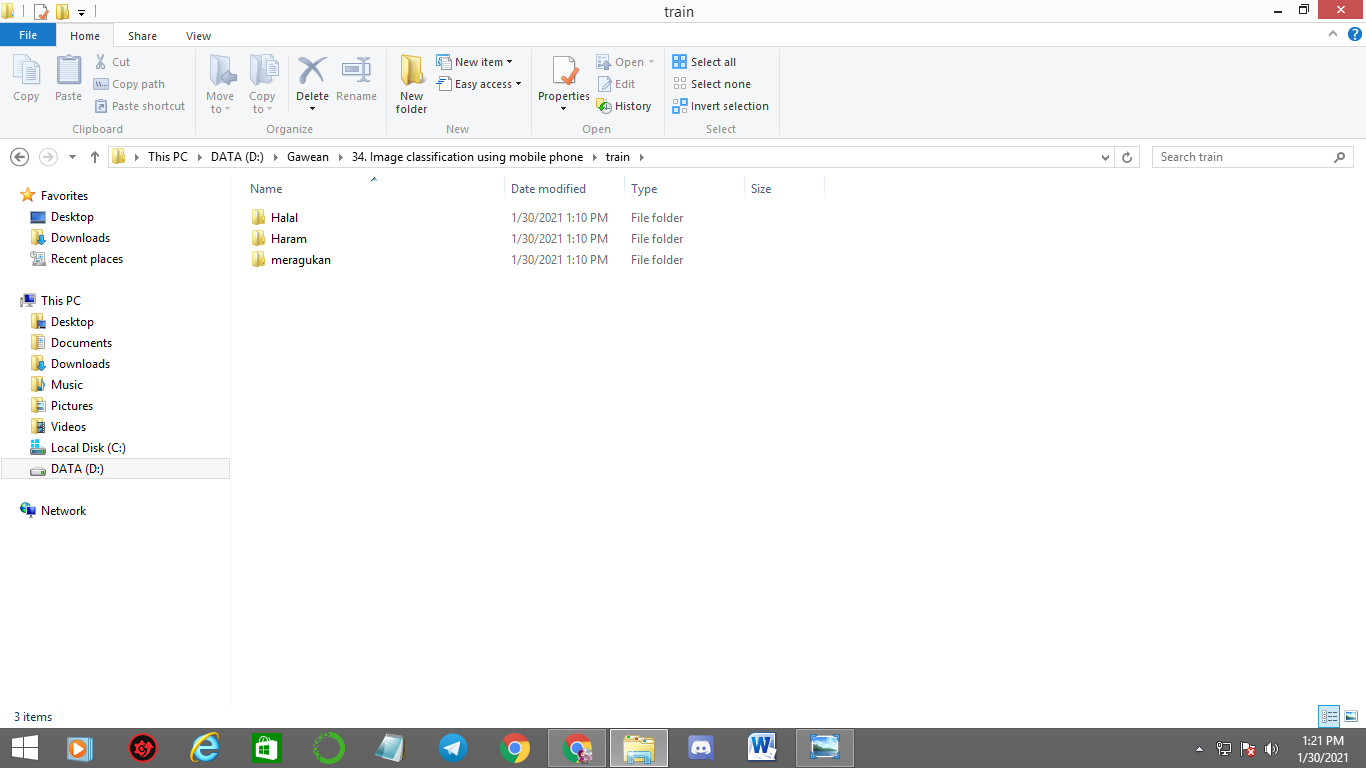 train
File Home Share View
Copy Paste Cut Copy path Paste shortcut
Move to Copy to Delete Rename
New folder New item Easy access
Properties Open Edit History
Select all Select none Invert selection
Clipboard Organize New Open Select
This PC DATA (D:) Gawean 34. Image classification using mobile phone train
Search train
Favorites
Desktop
Downloads
Recent places
This PC
Desktop
Documents
Downloads
Music
Pictures
Videos
Local Disk (C:)
DATA (D:)
Network
Name Date modified Type Size
Halal 1/30/2021 1:10 PM File folder
Haram 1/30/2021 1:10 PM File folder
meragukan 1/30/2021 1:10 PM File folder
3 items
1:21 PM
1/30/2021